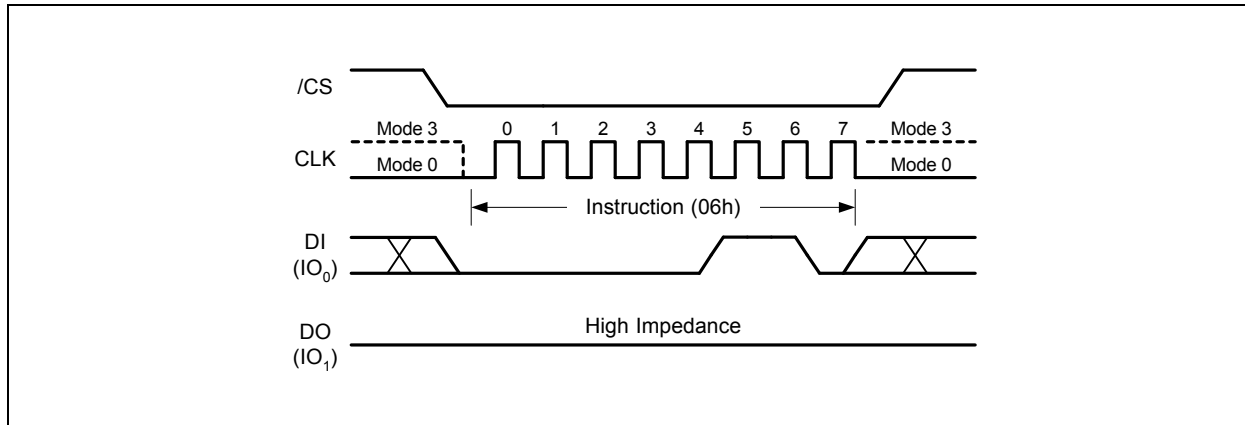 /CS
Mode 3 0 1 2 3 4 5 6 7 Mode 3
CLK
Mode 0 Mode 0
Instruction (06h)
DI
(IO₀)
High Impedance
DO
(IO₁)